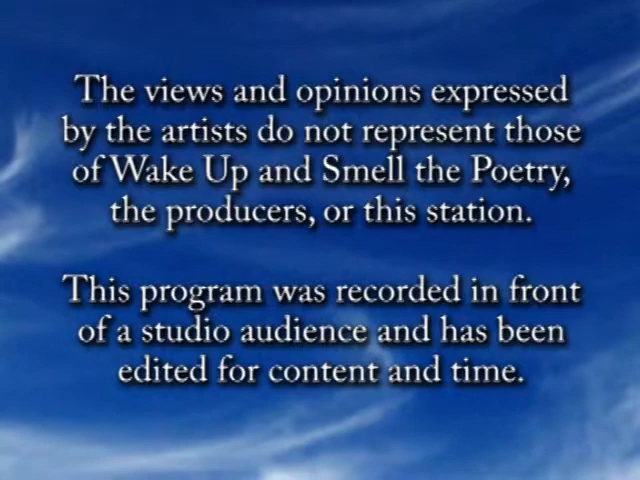 The views and opinions expressed
by the artists do not represent those
of Wake Up and Smell the Poetry,
the producers, or this station.
This program was recorded in front
of a studio audience and has been
edited for content and time.